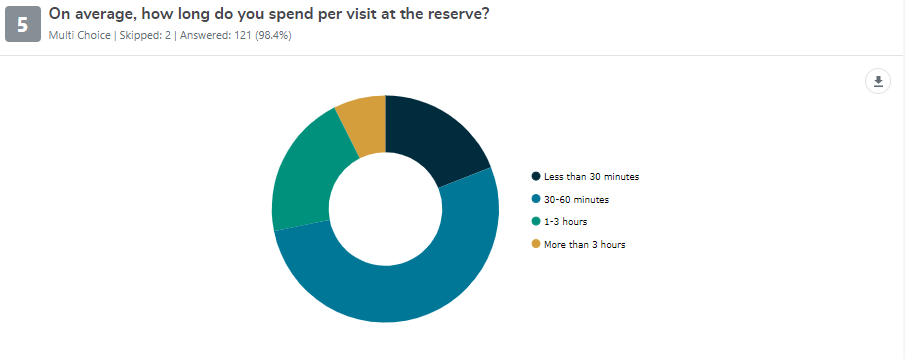 5
On average, how long do you spend per visit at the reserve?
Multi Choice | Skipped: 2 | Answered: 121 (98.4%)
Less than 30 minutes
30-60 minutes
1-3 hours
More than 3 hours